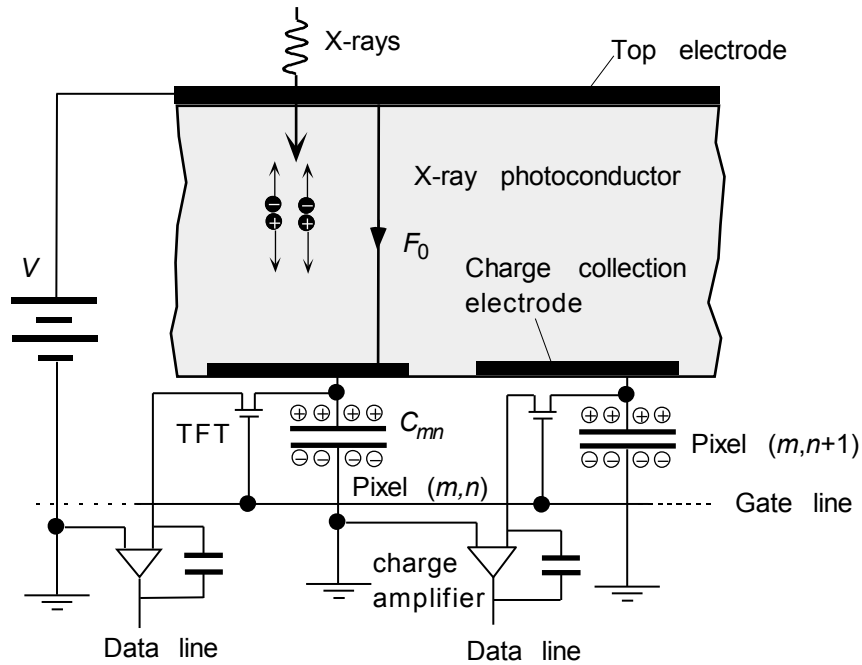 X-rays
Top electrode
X-ray photoconductor
F₀
Charge collection
electrode
V
TFT
Cₘₙ
Pixel (m,n+1)
Pixel (m,n)
Gate line
charge
amplifier
Data line
Data line